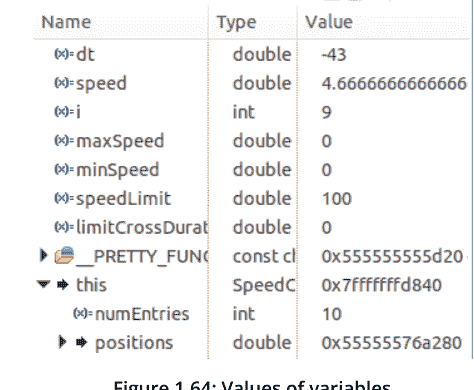 Name Type Value
(x)= dt double -43
(x)= speed double 4.6666666666666
(x)= i int 9
(x)= maxSpeed double 0
(x)= minSpeed double 0
(x)= speedLimit double 100
(x)= limitCrossDurat double 0
__PRETTY_FUNC const cl 0x555555555d20
this SpeedC 0x7fffffffd840
(x)= numEntries int 10
positions double 0x55555576a280
Figure 1.64: Values of variables